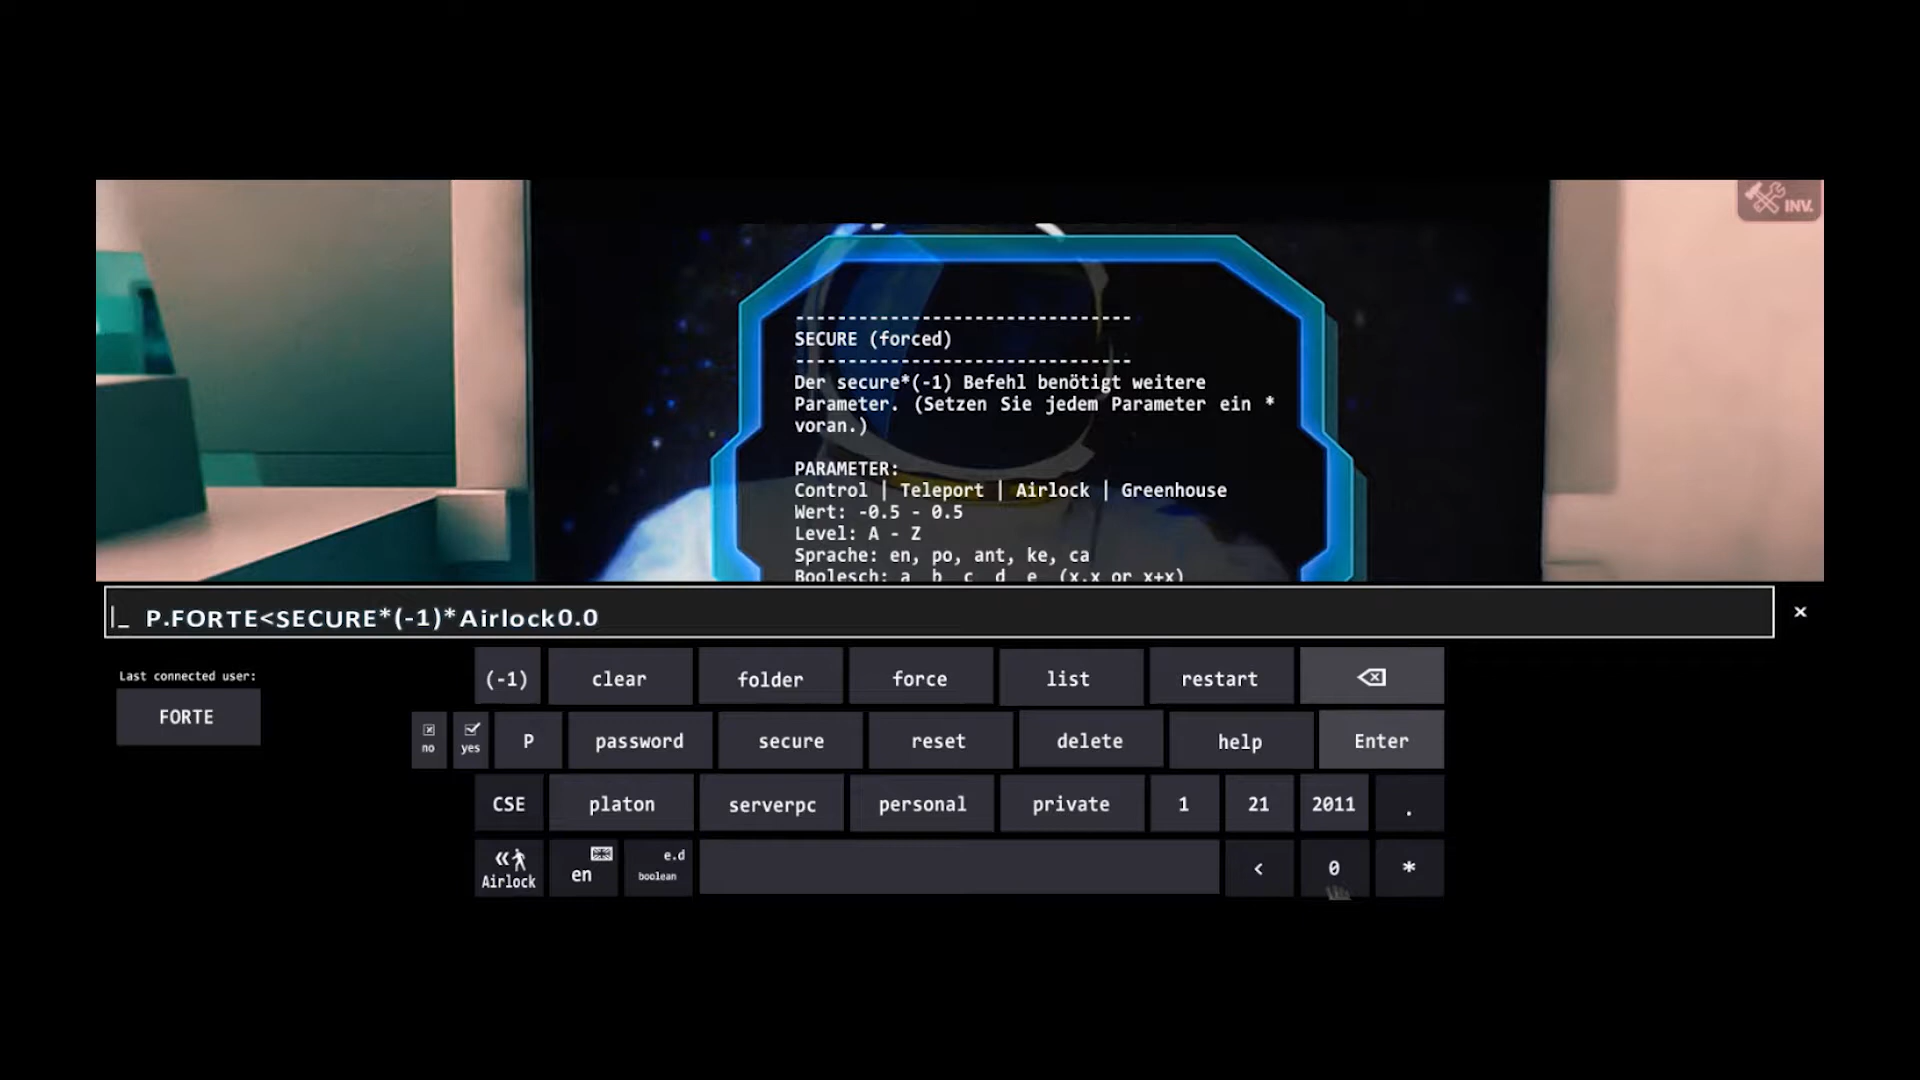 INV.
---------------------------------
SECURE (forced)
---------------------------------
Der secure*(-1) Befehl benötigt weitere
Parameter. (Setzen Sie jedem Parameter ein *
voran.)
PARAMETER:
Control | Teleport | Airlock | Greenhouse
Wert: -0.5 - 0.5
Level: A - Z
Sprache: en, po, ant, ke, ca
Boolesch: a b c d e (x.x or x+x)
|_ P.FORTE<SECURE*(-1)*Airlock0.0
×
Last connected user:
FORTE
(-1) clear folder force list restart
no yes P password secure reset delete help Enter
CSE platon serverpc personal private 1 21 2011 .
« Airlock en e.d boolean < 0 *